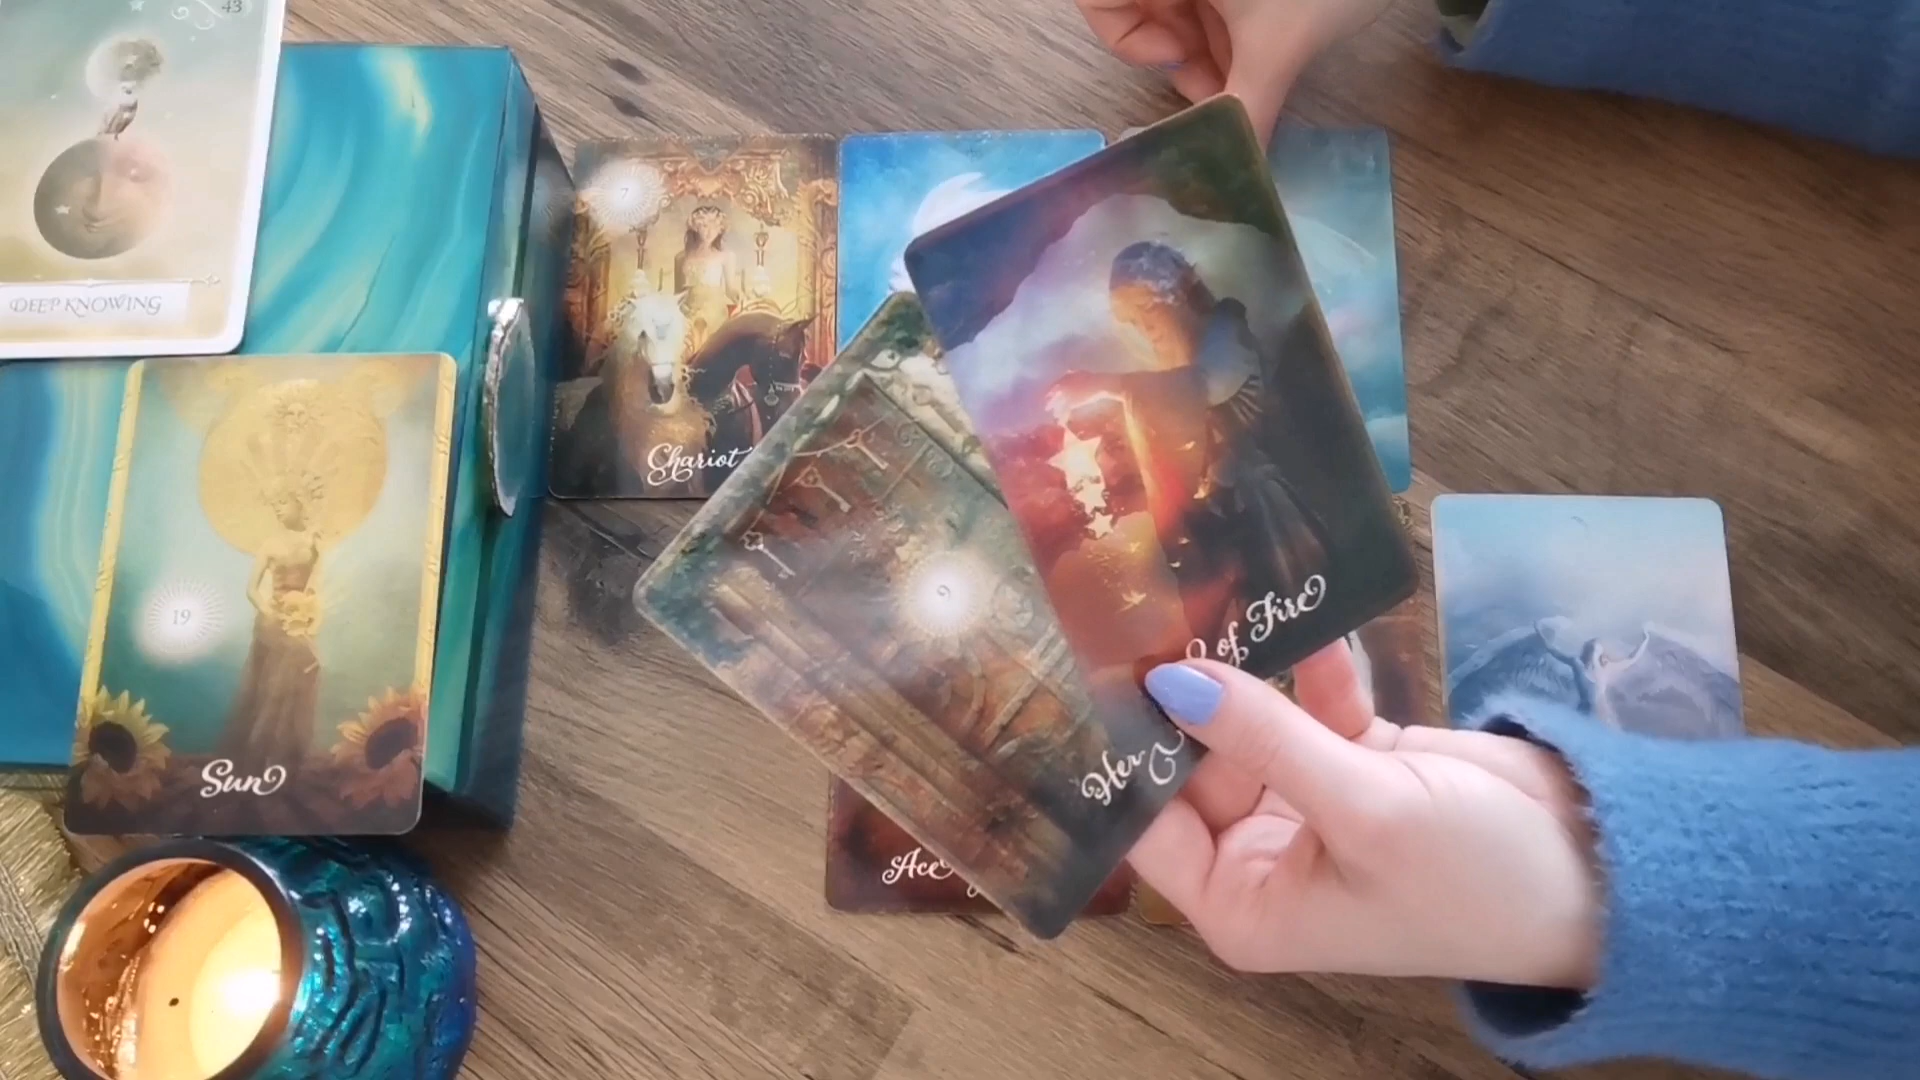 43
DEEP KNOWING
7
Chariot
19
Sun
9
of Fire
Her
Ace